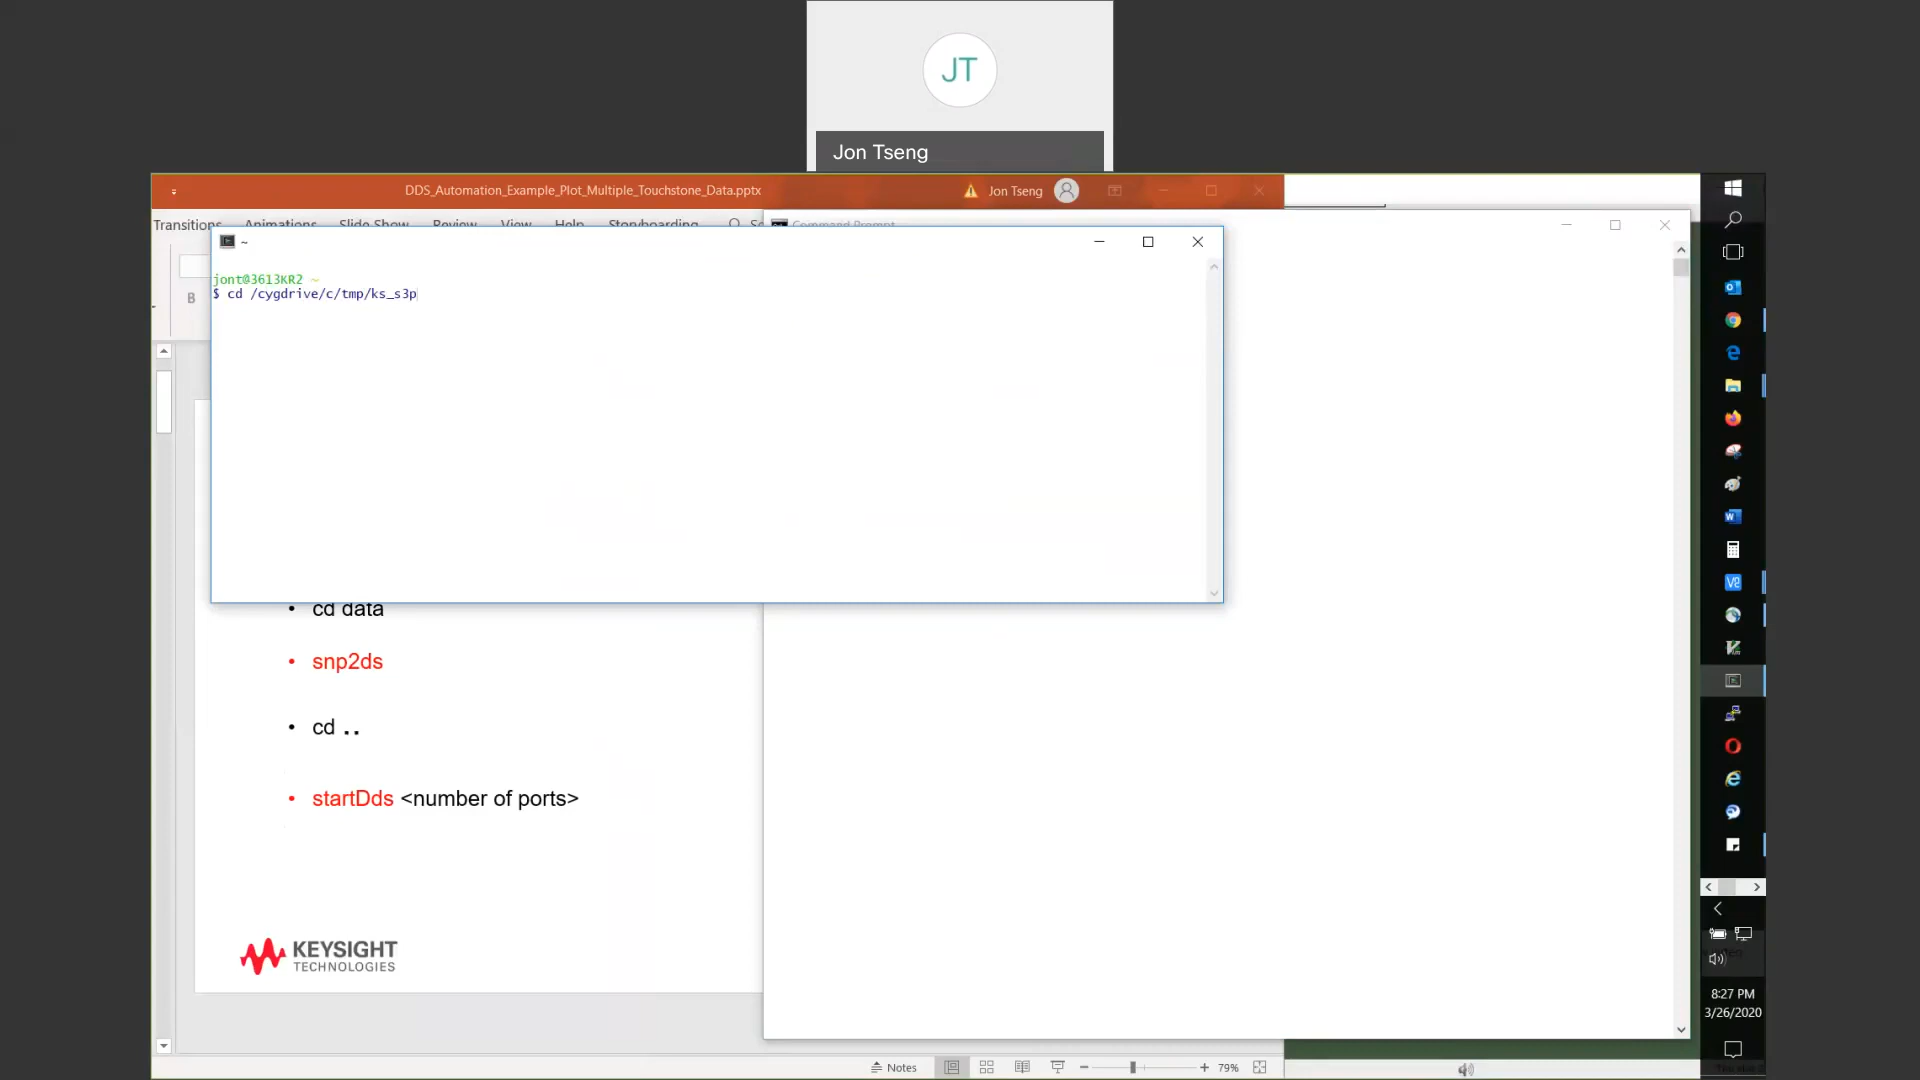 JT
Jon Tseng
DDS_Automation_Example_Plot_Multiple_Touchstone_Data.pptx
Jon Tseng
Transitions Animations Slide Show Review View Help Storyboarding
Command Prompt
~
B
jont@3613KR2 ~
$ cd /cygdrive/c/tmp/ks_s3p
• cd data
• snp2ds
• cd ..
• startDds <number of ports>
KEYSIGHT
TECHNOLOGIES
8:27 PM
3/26/2020
Notes
79%